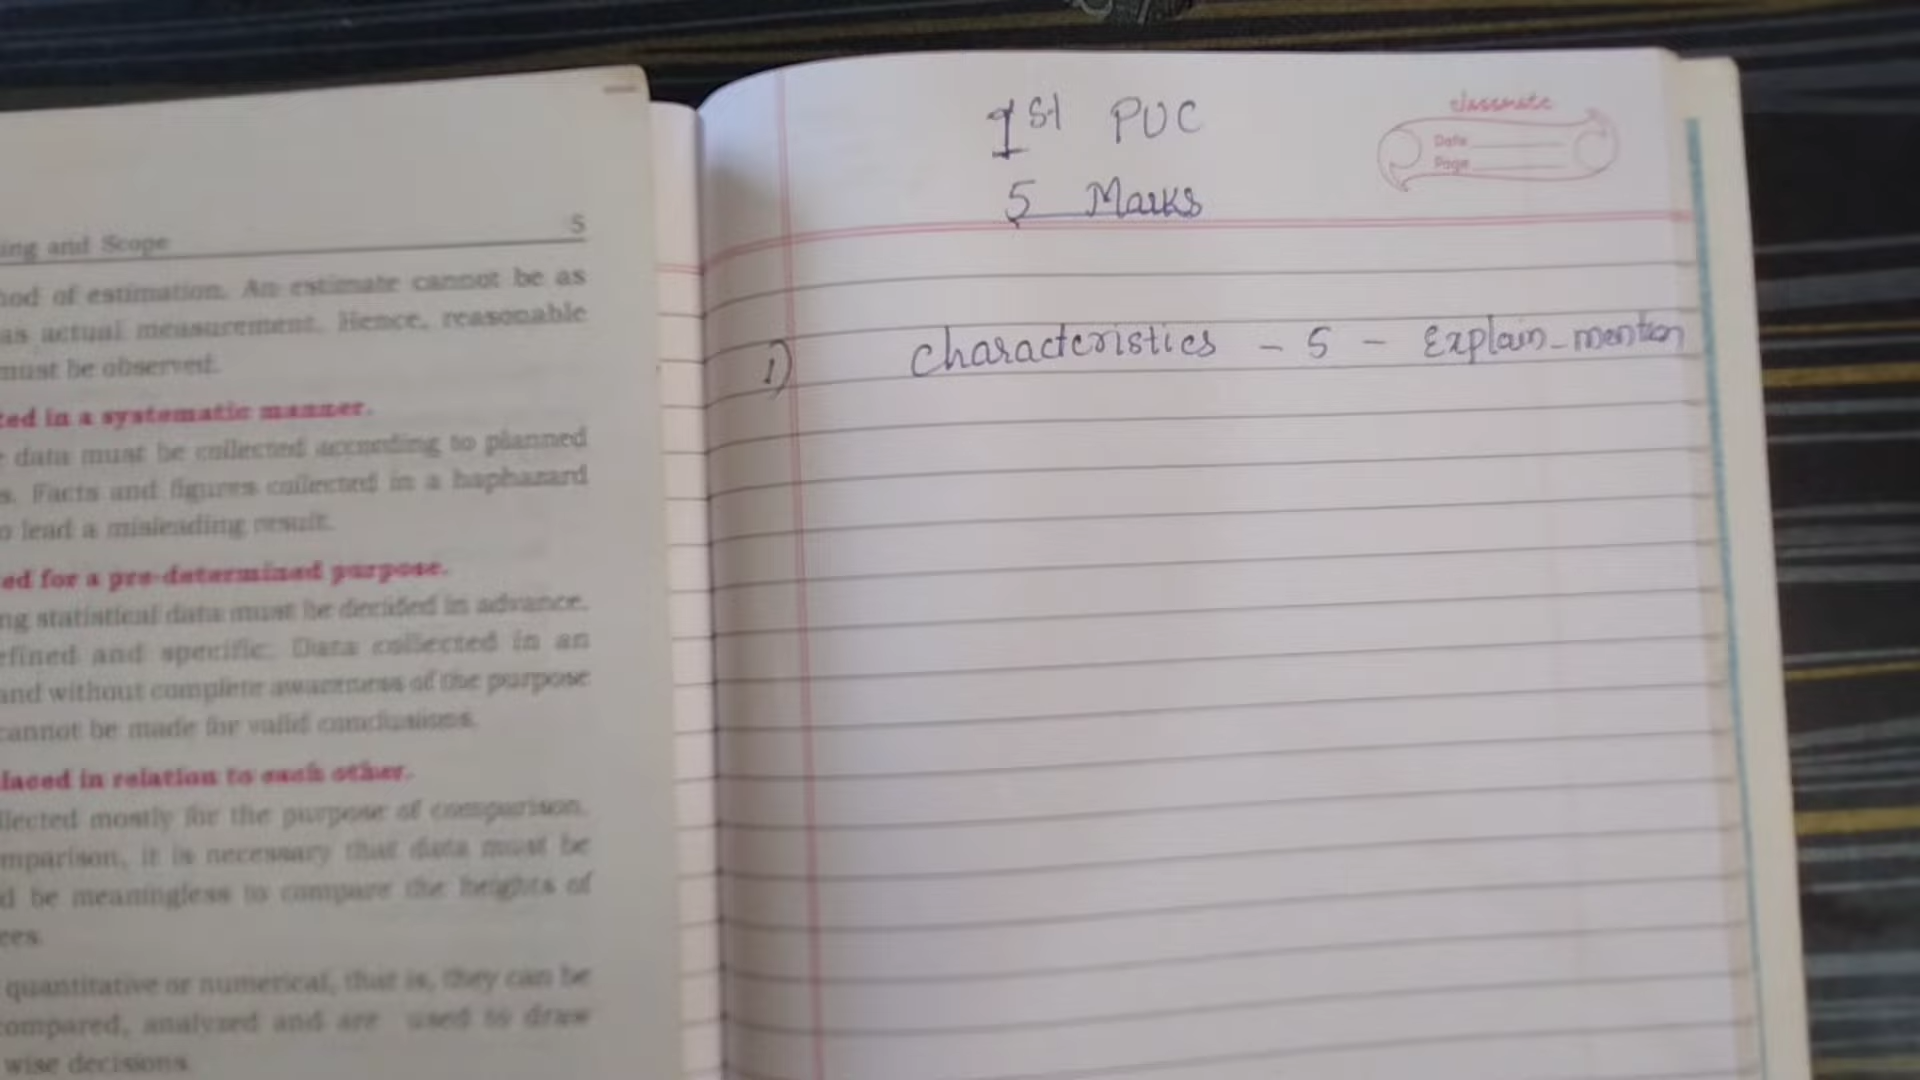 ing and Scope 5
hod of estimation. An estimate cannot be as
as actual measurement. Hence, reasonable
must be observed.
ted in a systematic manner.
data must be collected according to planned
s. Facts and figures collected in a haphazard
o lead a misleading result.
ed for a pre-determined purpose.
ng statistical data must be decided in advance.
efined and specific. Data collected in an
and without complete awareness of the purpose
cannot be made for valid conclusions.
laced in relation to each other.
llected mostly for the purpose of comparison.
mparison, it is necessary that data must be
d be meaningless to compare the heights of
ees.
quantitative or numerical, that is, they can be
compared, analyzed and are used to draw
wise decisions.
1st PUC
5 Marks
classmate
Date
Page
1) Characteristics - 5 - Explain - mention